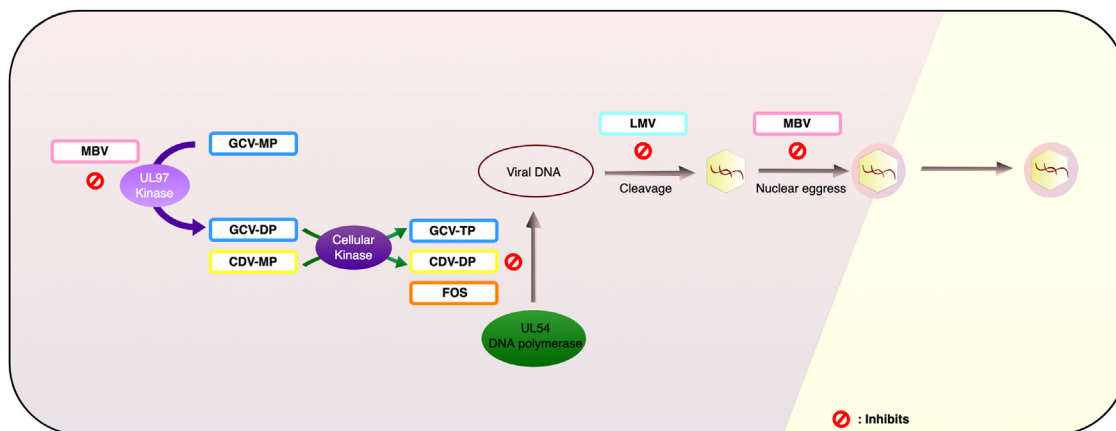 MBV
GCV-MP
UL97
Kinase
GCV-DP
CDV-MP
Cellular
Kinase
GCV-TP
CDV-DP
FOS
Viral DNA
UL54
DNA polymerase
LMV
Cleavage
MBV
Nuclear eggress
: Inhibits